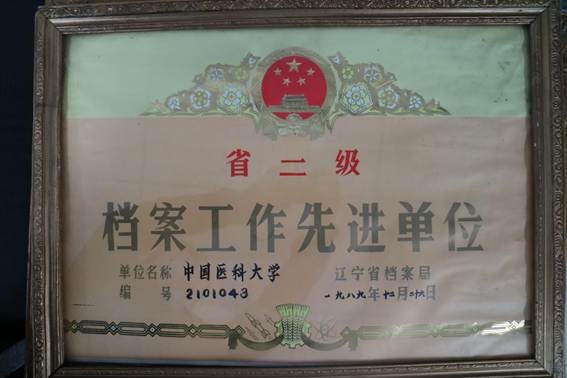 省二级
档案工作先进单位
单位名称 中国医科大学 辽宁省档案局
编号 2101043 一九八九年十二月二十六日